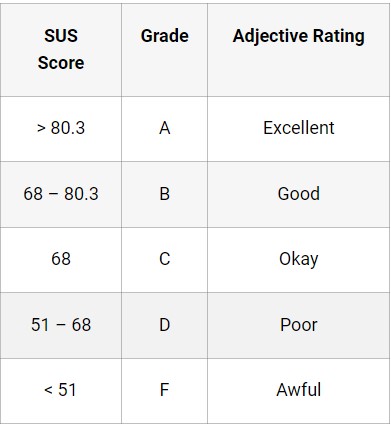 SUS Score Grade Adjective Rating
> 80.3 A Excellent
68 – 80.3 B Good
68 C Okay
51 – 68 D Poor
< 51 F Awful